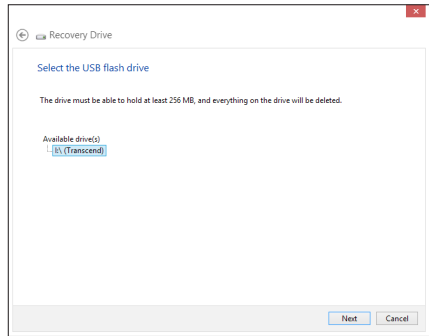 Recovery Drive
Select the USB flash drive
The drive must be able to hold at least 256 MB, and everything on the drive will be deleted.
Available drive(s)
I:\ (Transcend)
Next
Cancel